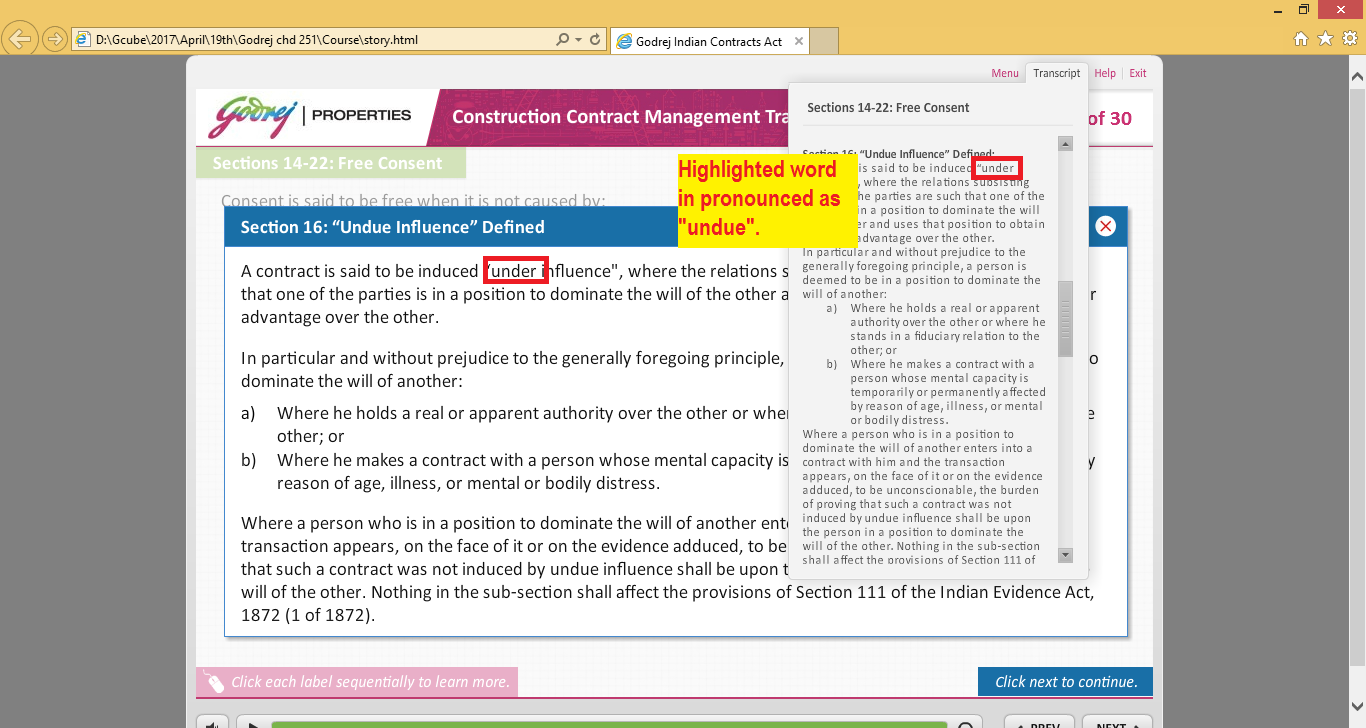 D:\Gcube\2017\April\19th\Godrej chd 251\Course\story.html
Godrej Indian Contracts Act
Menu
Transcript
Help
Exit
Godrej | PROPERTIES
Construction Contract Management Tra
of 30
Sections 14-22: Free Consent
Consent is said to be free when it is not caused by:
Section 16: “Undue Influence” Defined
A contract is said to be induced “under influence", where the relations s
that one of the parties is in a position to dominate the will of the other a
advantage over the other.
In particular and without prejudice to the generally foregoing principle,
dominate the will of another:
a) Where he holds a real or apparent authority over the other or whe
other; or
b) Where he makes a contract with a person whose mental capacity is
reason of age, illness, or mental or bodily distress.
Where a person who is in a position to dominate the will of another ente
transaction appears, on the face of it or on the evidence adduced, to be
that such a contract was not induced by undue influence shall be upon t
will of the other. Nothing in the sub-section shall affect the provisions of Section 111 of the Indian Evidence Act,
1872 (1 of 1872).
Highlighted word
in pronounced as
"undue".
Sections 14-22: Free Consent
Section 16: “Undue Influence” Defined:
is said to be induced “under
, where the relations subsisting
he parties are such that one of the
in a position to dominate the will
er and uses that position to obtain
advantage over the other.
In particular and without prejudice to the
generally foregoing principle, a person is
deemed to be in a position to dominate the
will of another:
a) Where he holds a real or apparent
authority over the other or where he
stands in a fiduciary relation to the
other; or
b) Where he makes a contract with a
person whose mental capacity is
temporarily or permanently affected
by reason of age, illness, or mental
or bodily distress.
Where a person who is in a position to
dominate the will of another enters into a
contract with him and the transaction
appears, on the face of it or on the evidence
adduced, to be unconscionable, the burden
of proving that such a contract was not
induced by undue influence shall be upon
the person in a position to dominate the
will of the other. Nothing in the sub-section
shall affect the provisions of Section 111 of
Click each label sequentially to learn more.
Click next to continue.
PREV
NEXT